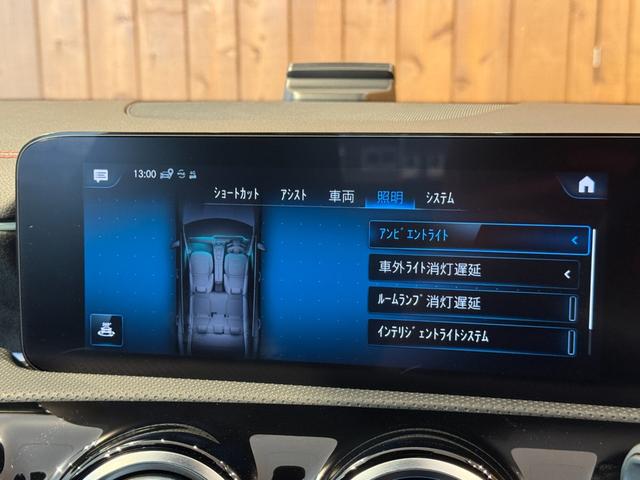 13:00
ｼｮｰﾄｶｯﾄ ｱｼｽﾄ 車両 照明 ｼｽﾃﾑ
ｱﾝﾋﾞｴﾝﾄﾗｲﾄ
車外ﾗｲﾄ消灯遅延
ﾙｰﾑﾗﾝﾌﾟ消灯遅延
ｲﾝﾃﾘｼﾞｪﾝﾄﾗｲﾄｼｽﾃﾑ